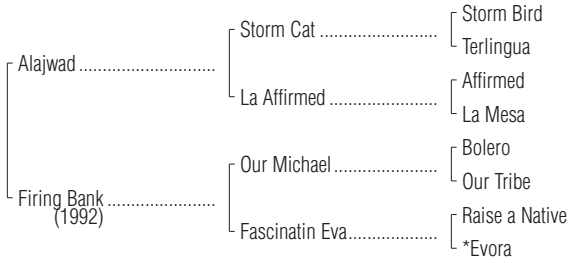 Storm Bird
Storm Cat ........................
Terlingua
Alajwad ............................
Affirmed
La Affirmed ......................
La Mesa
Bolero
Our Michael .....................
Our Tribe
Firing Bank ......................
(1992)
Raise a Native
Fascinatin Eva ..................
*Evora